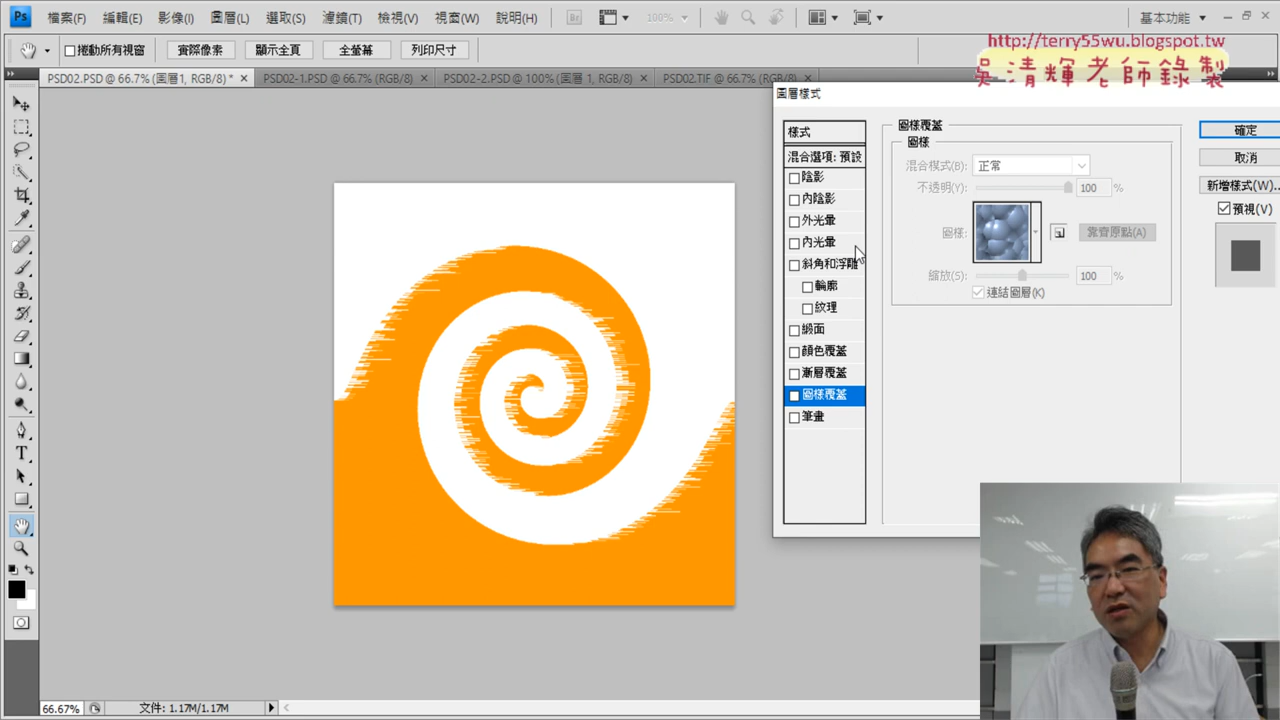 Ps 檔案(F) 編輯(E) 影像(I) 圖層(L) 選取(S) 濾鏡(T) 檢視(V) 視窗(W) 說明(H) Br 100% 基本功能
捲動所有視窗 實際像素 顯示全頁 全螢幕 列印尺寸
http://terry55wu.blogspot.tw
吳清輝老師錄製
PSD02.PSD @ 66.7% (圖層1, RGB/8) * PSD02-1.PSD @ 66.7% (RGB/8) PSD02-2.PSD @ 100% (圖層 1, RGB/8) PSD02.TIF @ 66.7% (RGB/8)
圖層樣式
樣式
混合選項: 預設
陰影
內陰影
外光暈
內光暈
斜角和浮雕
輪廓
紋理
緞面
顏色覆蓋
漸層覆蓋
圖樣覆蓋
筆畫
圖樣覆蓋
圖樣
混合模式(B): 正常
不透明(Y): 100 %
圖樣: 靠齊原點(A)
縮放(S): 100 %
連結圖層(K)
確定
取消
新增樣式(W)...
預視(V)
T
66.67% 文件: 1.17M/1.17M